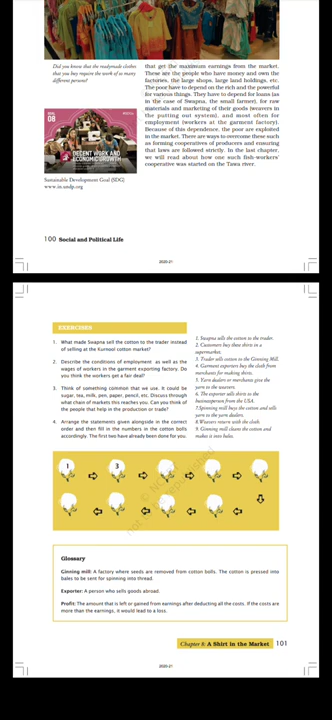 Did you know that the readymade clothes
that you buy require the work of so many
different persons?
that get the maximum earnings from the market.
These are the people who have money and own the
factories, the large shops, large land holdings, etc.
The poor have to depend on the rich and the powerful
for various things. They have to depend for loans (as
in the case of Swapna, the small farmer), for raw
materials and marketing of their goods (weavers in
the putting out system), and most often for
employment (workers at the garment factory).
Because of this dependence, the poor are exploited
in the market. There are ways to overcome these such
as forming cooperatives of producers and ensuring
that laws are followed strictly. In the last chapter,
we will read about how one such fish-workers'
cooperative was started on the Tawa river.
08
DECENT WORK AND
ECONOMIC GROWTH
Sustainable Development Goal (SDG)
www.in.undp.org
100 Social and Political Life
2020-21
EXERCISES
1. What made Swapna sell the cotton to the trader instead
of selling at the Kurnool cotton market?
2. Describe the conditions of employment as well as the
wages of workers in the garment exporting factory. Do
you think the workers get a fair deal?
3. Think of something common that we use. It could be
sugar, tea, milk, pen, paper, pencil, etc. Discuss through
what chain of markets this reaches you. Can you think of
the people that help in the production or trade?
4. Arrange the statements given alongside in the correct
order and then fill in the numbers in the cotton bolls
accordingly. The first two have already been done for you.
1. Swapna sells the cotton to the trader.
2. Customers buy these shirts in a
supermarket.
3. Trader sells cotton to the Ginning Mill.
4. Garment exporters buy the cloth from
merchants for making shirts.
5. Yarn dealers or merchants give the
yarn to the weavers.
6. The exporter sells shirts to the
businessperson from the USA.
7.Spinning mill buys the cotton and sells
yarn to the yarn dealers.
8.Weavers return with the cloth.
9. Ginning mill cleans the cotton and
makes it into bales.
1
3
Glossary
Ginning mill: A factory where seeds are removed from cotton bolls. The cotton is pressed into
bales to be sent for spinning into thread.
Exporter: A person who sells goods abroad.
Profit: The amount that is left or gained from earnings after deducting all the costs. If the costs are
more than the earnings, it would lead to a loss.
Chapter 8: A Shirt in the Market 101
2020-21